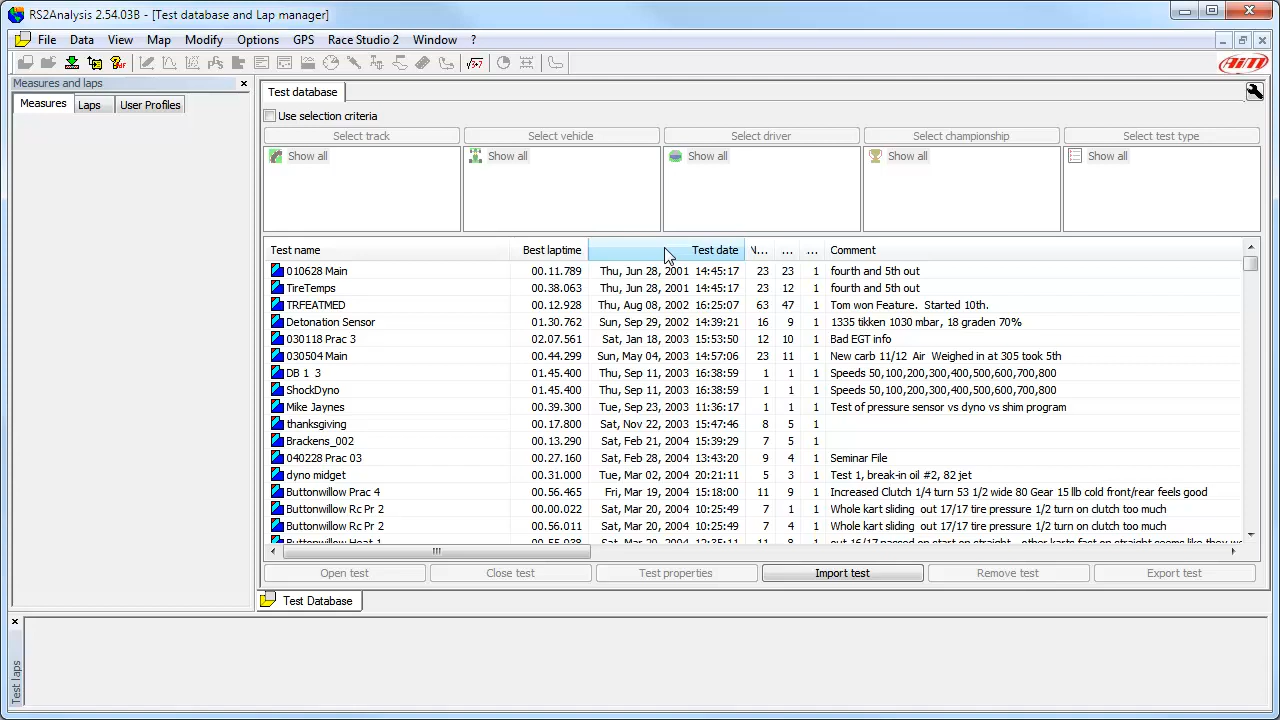 RS2Analysis 2.54.03B - [Test database and Lap manager]
File Data View Map Modify Options GPS Race Studio 2 Window ?
AiM
Measures and laps
Measures Laps User Profiles
Test database
Use selection criteria
Select track Select vehicle Select driver Select championship Select test type
Show all Show all Show all Show all Show all
Test name Best laptime Test date N... ... ... Comment
010628 Main 00.11.789 Thu, Jun 28, 2001 14:45:17 23 23 1 fourth and 5th out
TireTemps 00.38.063 Thu, Jun 28, 2001 14:45:17 23 12 1 fourth and 5th out
TRFEATMED 00.12.928 Thu, Aug 08, 2002 16:25:07 63 47 1 Tom won Feature. Started 10th.
Detonation Sensor 01.30.762 Sun, Sep 29, 2002 14:39:21 16 9 1 1335 tikken 1030 mbar, 18 graden 70%
030118 Prac 3 02.07.561 Sat, Jan 18, 2003 15:53:50 12 10 1 Bad EGT info
030504 Main 00.44.299 Sun, May 04, 2003 14:57:06 23 11 1 New carb 11/12 Air Weighed in at 305 took 5th
DB 1 3 01.45.400 Thu, Sep 11, 2003 16:38:59 1 1 1 Speeds 50,100,200,300,400,500,600,700,800
ShockDyno 01.45.400 Thu, Sep 11, 2003 16:38:59 1 1 1 Speeds 50,100,200,300,400,500,600,700,800
Mike Jaynes 00.39.300 Tue, Sep 23, 2003 11:36:17 1 1 1 Test of pressure sensor vs dyno vs shim program
thanksgiving 00.17.800 Sat, Nov 22, 2003 15:47:46 8 5 1
Brackens_002 00.13.290 Sat, Feb 21, 2004 15:39:29 7 5 1
040228 Prac 03 00.27.160 Sat, Feb 28, 2004 13:43:20 9 4 1 Seminar File
dyno midget 00.31.000 Tue, Mar 02, 2004 20:21:11 5 3 1 Test 1, break-in oil #2, 82 jet
Buttonwillow Prac 4 00.56.465 Fri, Mar 19, 2004 15:18:00 11 9 1 Increased Clutch 1/4 turn 53 1/2 wide 80 Gear 15 lb cold front/rear feels good
Buttonwillow Rc Pr 2 00.00.022 Sat, Mar 20, 2004 10:25:49 7 1 1 Whole kart sliding out 17/17 tire pressure 1/2 turn on clutch too much
Buttonwillow Rc Pr 2 00.56.011 Sat, Mar 20, 2004 10:25:49 7 4 1 Whole kart sliding out 17/17 tire pressure 1/2 turn on clutch too much
Buttonwillow Heat 1 00.55.038 Sat, Mar 20, 2004 12:35:11 11 8 1
Open test Close test Test properties Import test Remove test Export test
Test Database
Test laps